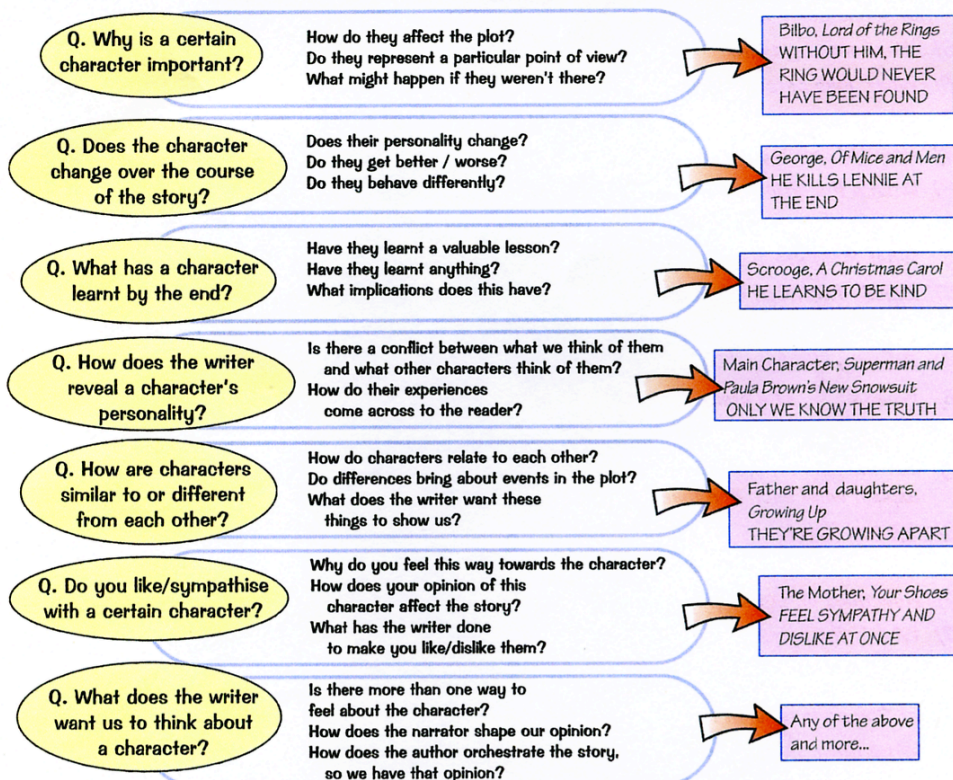 Q. Why is a certain
character important?
How do they affect the plot?
Do they represent a particular point of view?
What might happen if they weren't there?
Bilbo, Lord of the Rings
WITHOUT HIM, THE
RING WOULD NEVER
HAVE BEEN FOUND
Q. Does the character
change over the course
of the story?
Does their personality change?
Do they get better / worse?
Do they behave differently?
George, Of Mice and Men
HE KILLS LENNIE AT
THE END
Q. What has a character
learnt by the end?
Have they learnt a valuable lesson?
Have they learnt anything?
What implications does this have?
Scrooge, A Christmas Carol
HE LEARNS TO BE KIND
Q. How does the writer
reveal a character's
personality?
Is there a conflict between what we think of them
and what other characters think of them?
How do their experiences
come across to the reader?
Main Character, Superman and
Paula Brown's New Snowsuit
ONLY WE KNOW THE TRUTH
Q. How are characters
similar to or different
from each other?
How do characters relate to each other?
Do differences bring about events in the plot?
What does the writer want these
things to show us?
Father and daughters,
Growing Up
THEY'RE GROWING APART
Q. Do you like/sympathise
with a certain character?
Why do you feel this way towards the character?
How does your opinion of this
character affect the story?
What has the writer done
to make you like/dislike them?
The Mother, Your Shoes
FEEL SYMPATHY AND
DISLIKE AT ONCE
Q. What does the writer
want us to think about
a character?
Is there more than one way to
feel about the character?
How does the narrator shape our opinion?
How does the author orchestrate the story,
so we have that opinion?
Any of the above
and more...